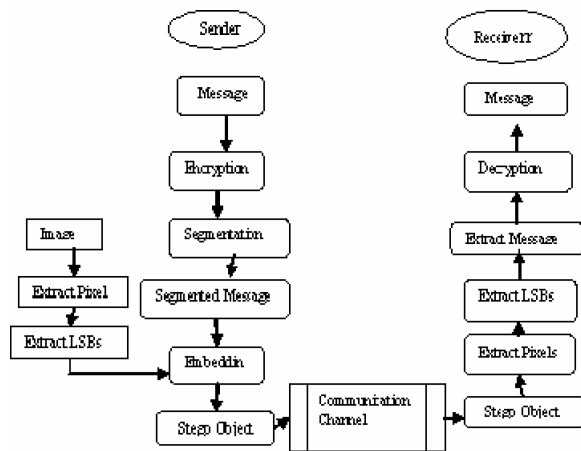 Sender
Message
Encryption
Segmentation
Segmented Message
Image
Extract Pixel
Extract LSBs
Embeddin
Stego Object
Communication
Channel
Receiverr
Message
Decryption
Extract Message
Extract LSBs
Extract Pixels
Stego Object